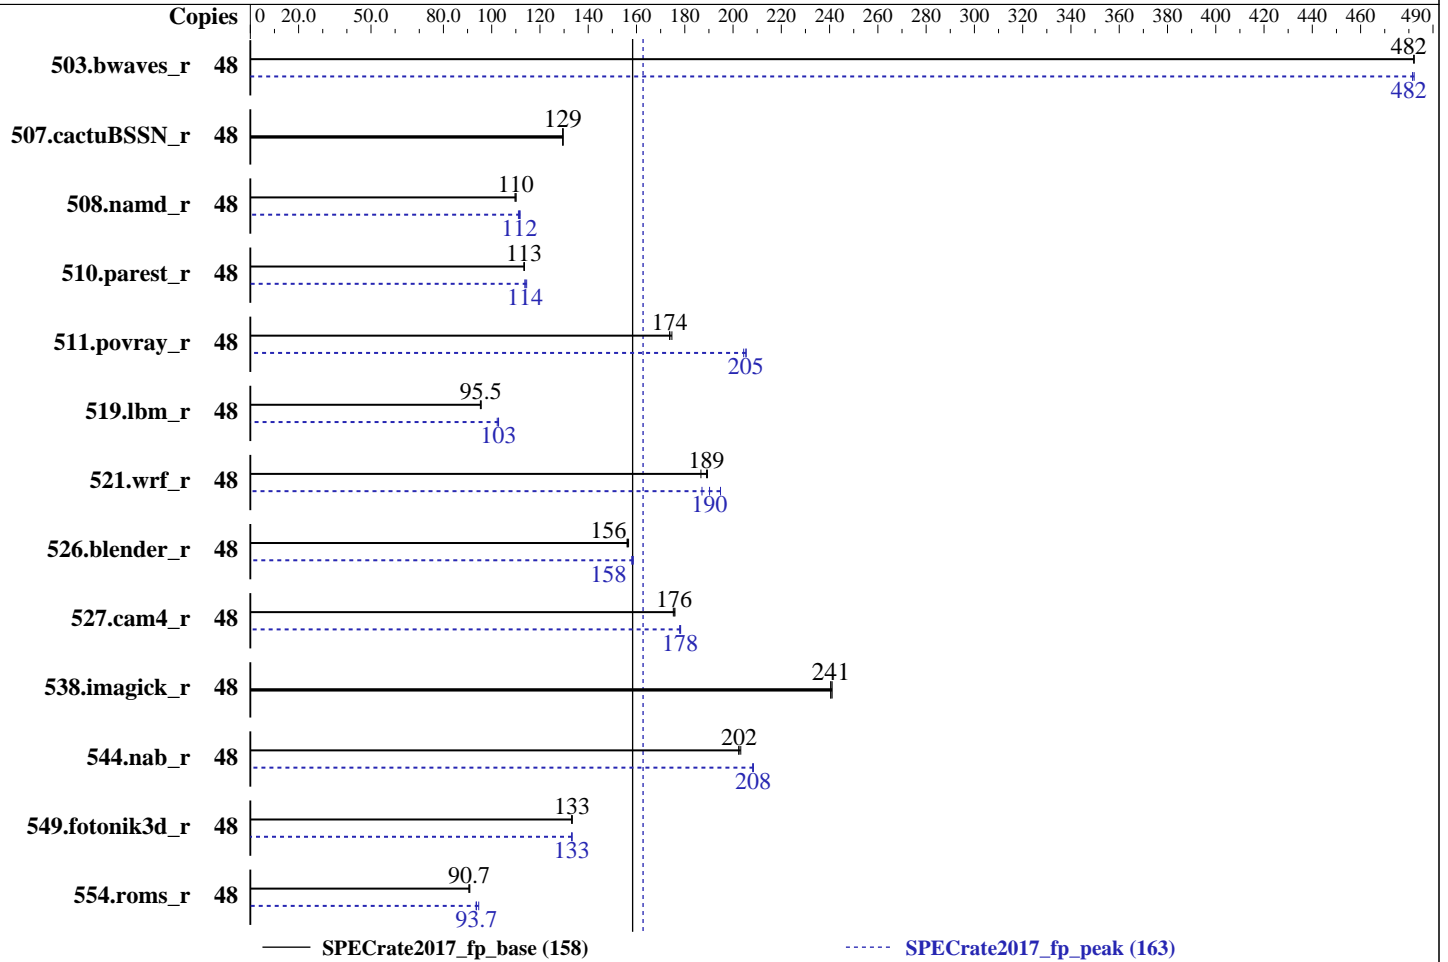 Copies 0 20.0 50.0 80.0 100 120 140 160 180 200 220 240 260 280 300 320 340 360 380 400 420 440 460 490
503.bwaves_r 48 482
482
507.cactuBSSN_r 48 129
508.namd_r 48 110
112
510.parest_r 48 113
114
511.povray_r 48 174
205
519.lbm_r 48 95.5
103
521.wrf_r 48 189
190
526.blender_r 48 156
158
527.cam4_r 48 176
178
538.imagick_r 48 241
544.nab_r 48 202
208
549.fotonik3d_r 48 133
133
554.roms_r 48 90.7
93.7
SPECrate2017_fp_base (158) SPECrate2017_fp_peak (163)